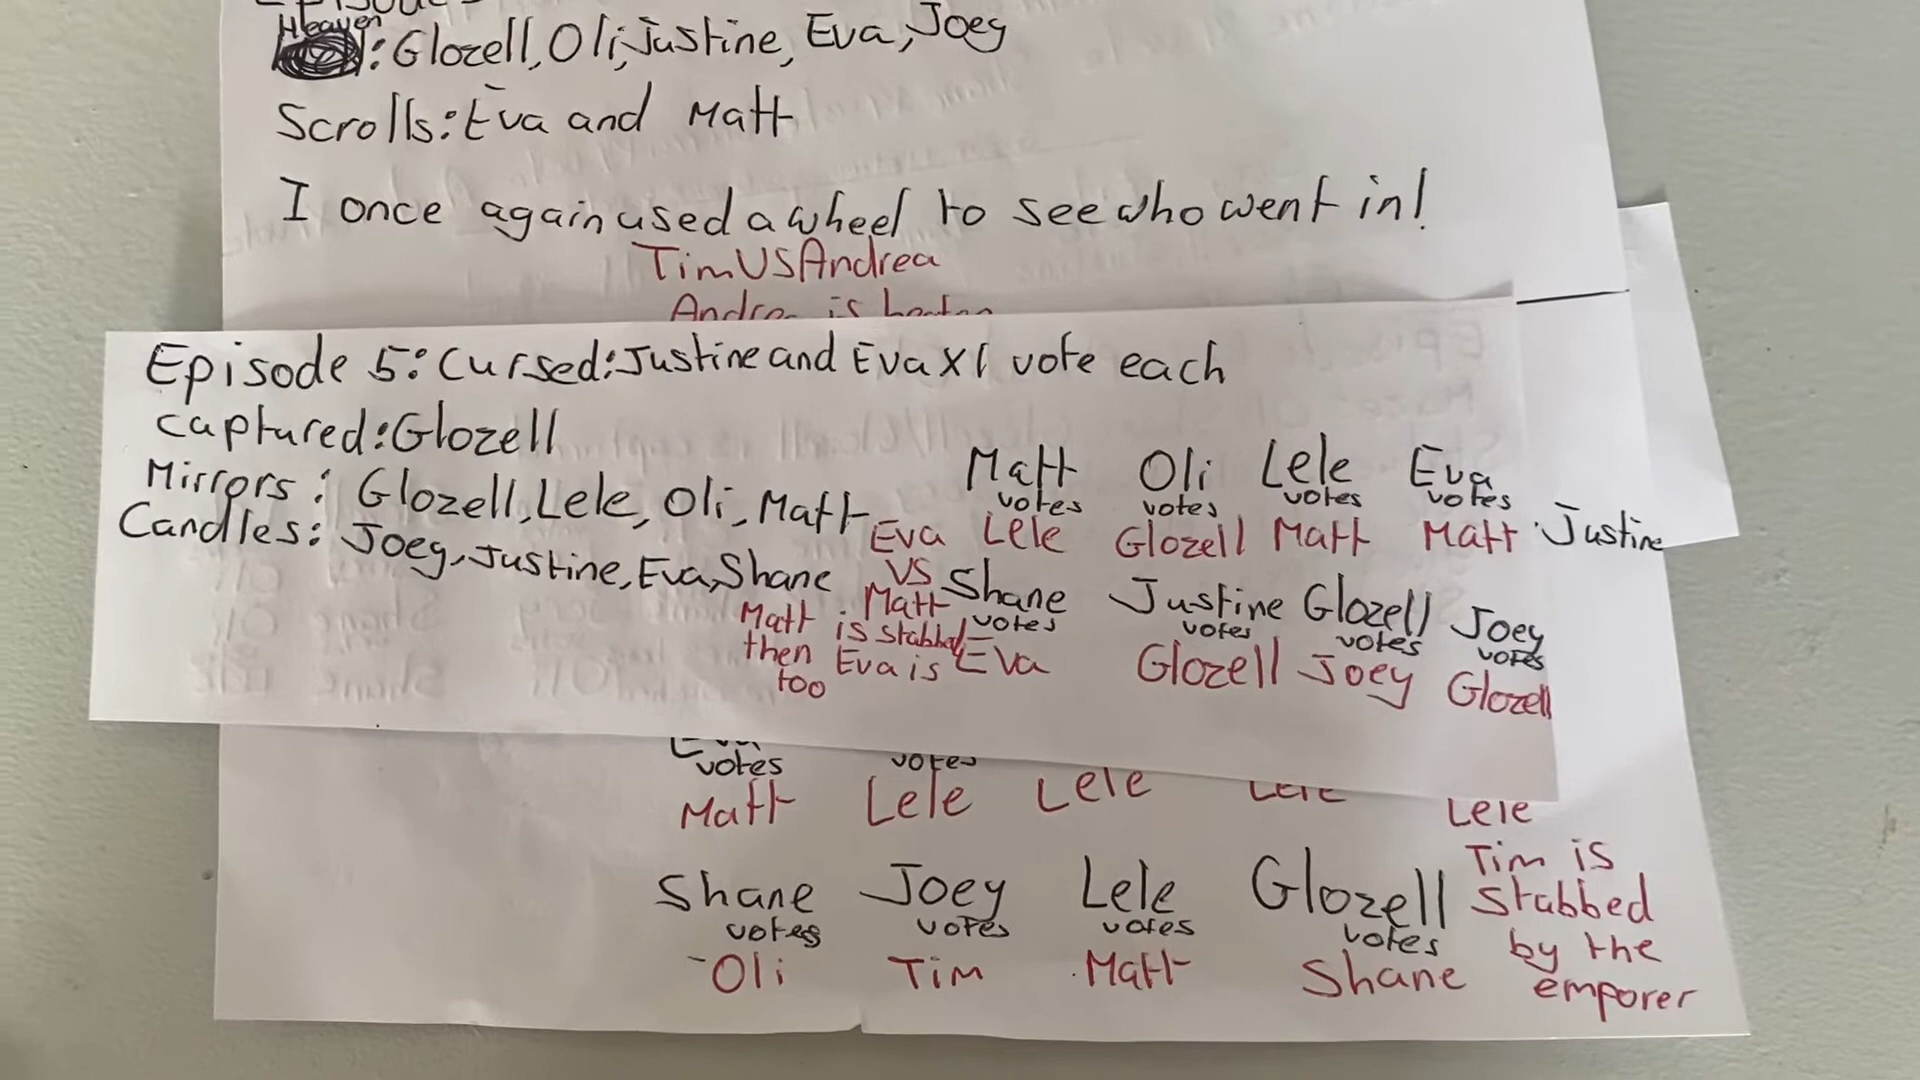 Heaven
: Glozell, Oli, Justine, Eva, Joey
Scrolls: Eva and Matt
I once again used a wheel to see who went in!
Tim VS Andrea
Episode 5: Cursed: Justine and Eva x1 vote each
captured: Glozell
Mirrors: Glozell, Lele, Oli, Matt
Candles: Joey, Justine, Eva, Shane
Matt Oli Lele Eva
votes votes votes votes
Lele Glozell Matt Matt Justine
Eva
VS
Matt
Matt is stabbed
then Eva is
too
Shane Justine Glozell Joey
votes votes votes votes
Eva Glozell Joey Glozell
votes votes
Matt Lele Lele Lele Lele
Shane Joey Lele Glozell
votes votes votes votes
Oli Tim Matt Shane
Tim is
stabbed
by the
emporer